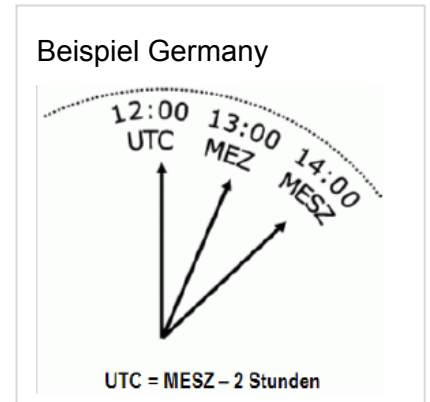 Beispiel Germany
12:00
UTC
13:00
MEZ
14:00
MESZ
UTC = MESZ – 2 Stunden